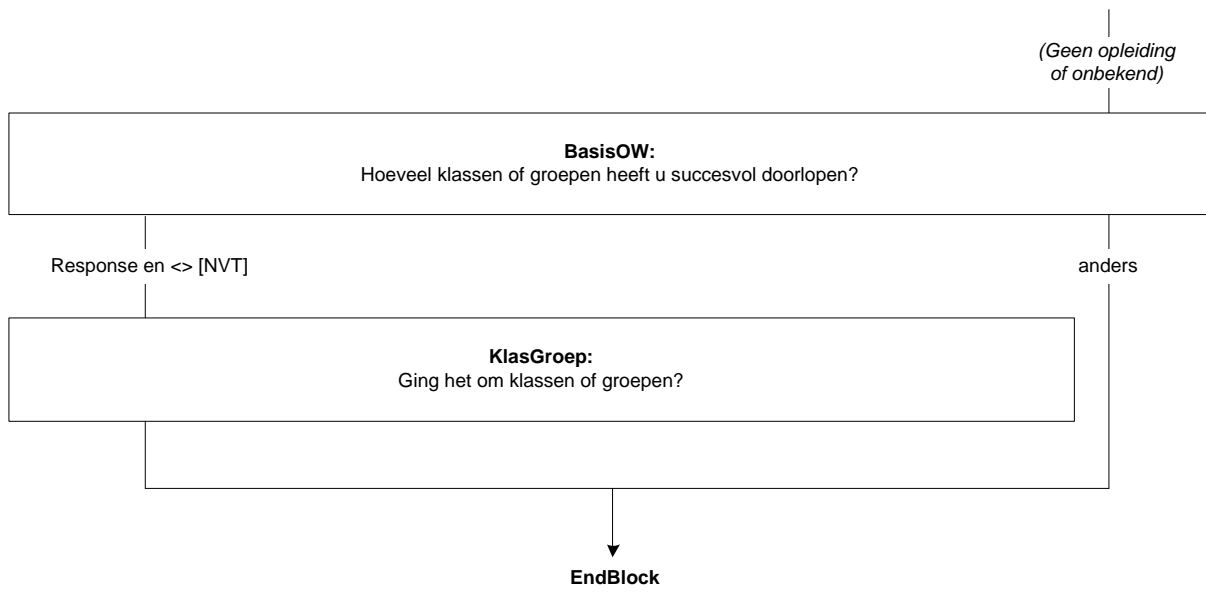 (Geen opleiding
of onbekend)
BasisOW:
Hoeveel klassen of groepen heeft u succesvol doorlopen?
Response en <> [NVT]
anders
KlasGroep:
Ging het om klassen of groepen?
EndBlock